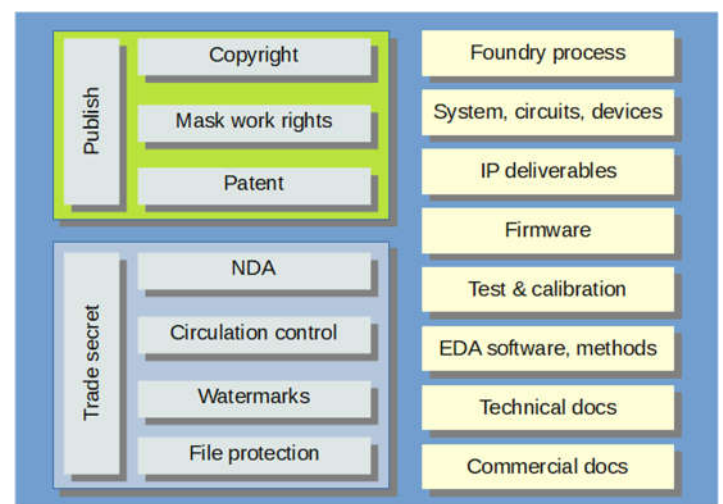 Publish
Copyright
Mask work rights
Patent
Trade secret
NDA
Circulation control
Watermarks
File protection
Foundry process
System, circuits, devices
IP deliverables
Firmware
Test & calibration
EDA software, methods
Technical docs
Commercial docs